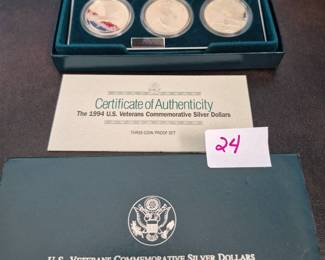 Certificate of Authenticity
The 1994 U.S. Veterans Commemorative Silver Dollars
THREE-COIN PROOF SET
24
U.S. VETERANS COMMEMORATIVE SILVER DOLLARS